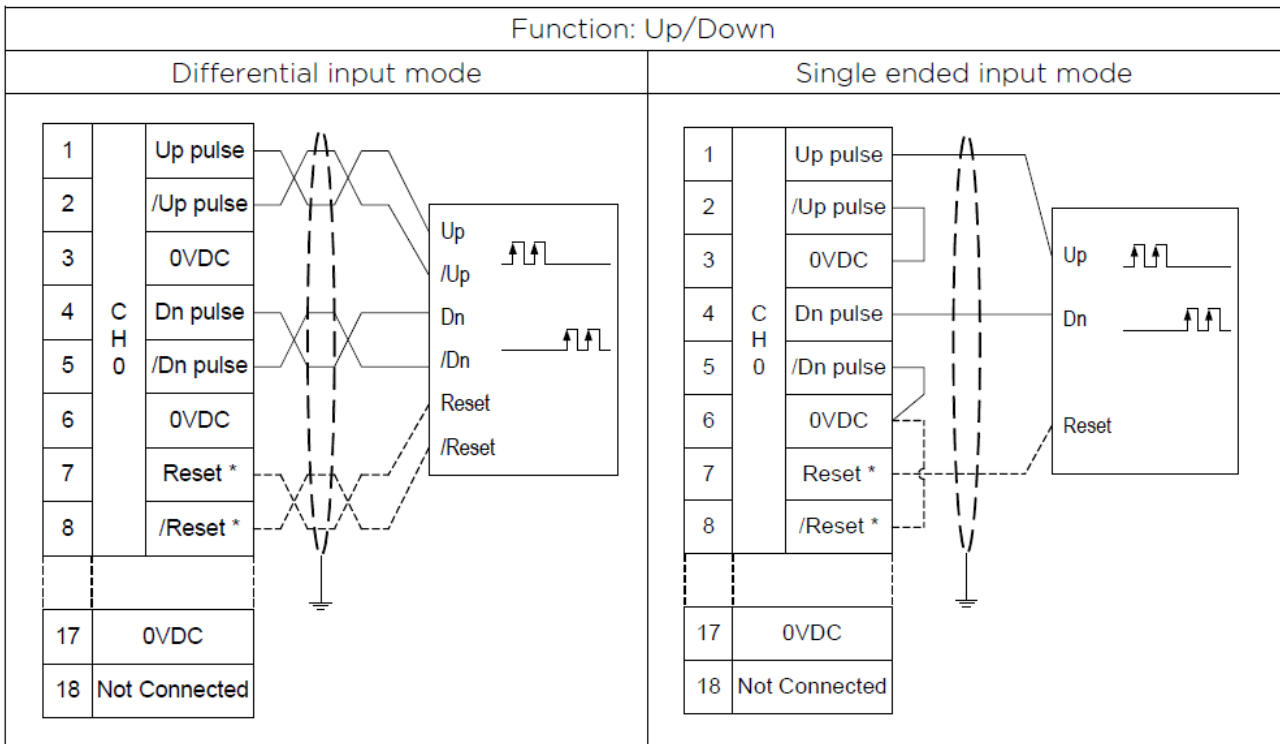 Function: Up/Down
Differential input mode
Single ended input mode
1 Up pulse
2 /Up pulse
3 0VDC
4 Dn pulse
5 /Dn pulse
6 0VDC
7 Reset *
8 /Reset *
CH0
17 0VDC
18 Not Connected
Up
/Up
Dn
/Dn
Reset
/Reset
1 Up pulse
2 /Up pulse
3 0VDC
4 Dn pulse
5 /Dn pulse
6 0VDC
7 Reset *
8 /Reset *
CH0
17 0VDC
18 Not Connected
Up
Dn
Reset